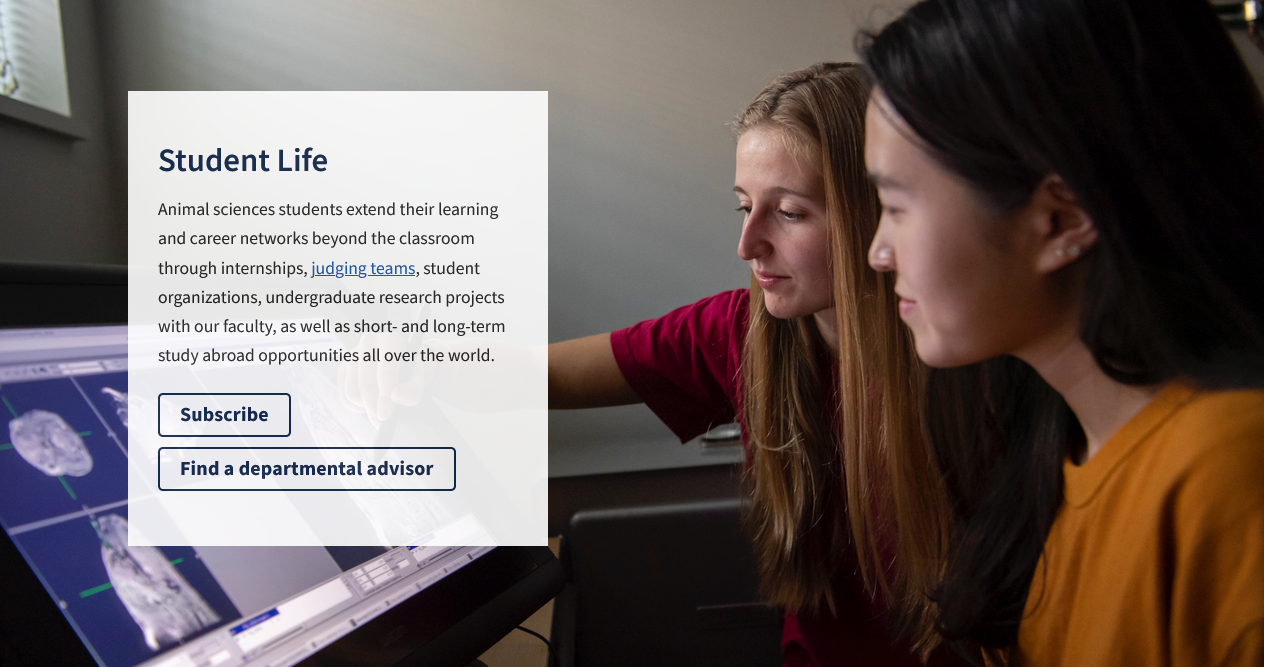 Student Life
Animal sciences students extend their learning
and career networks beyond the classroom
through internships, judging teams, student
organizations, undergraduate research projects
with our faculty, as well as short- and long-term
study abroad opportunities all over the world.
Subscribe
Find a departmental advisor